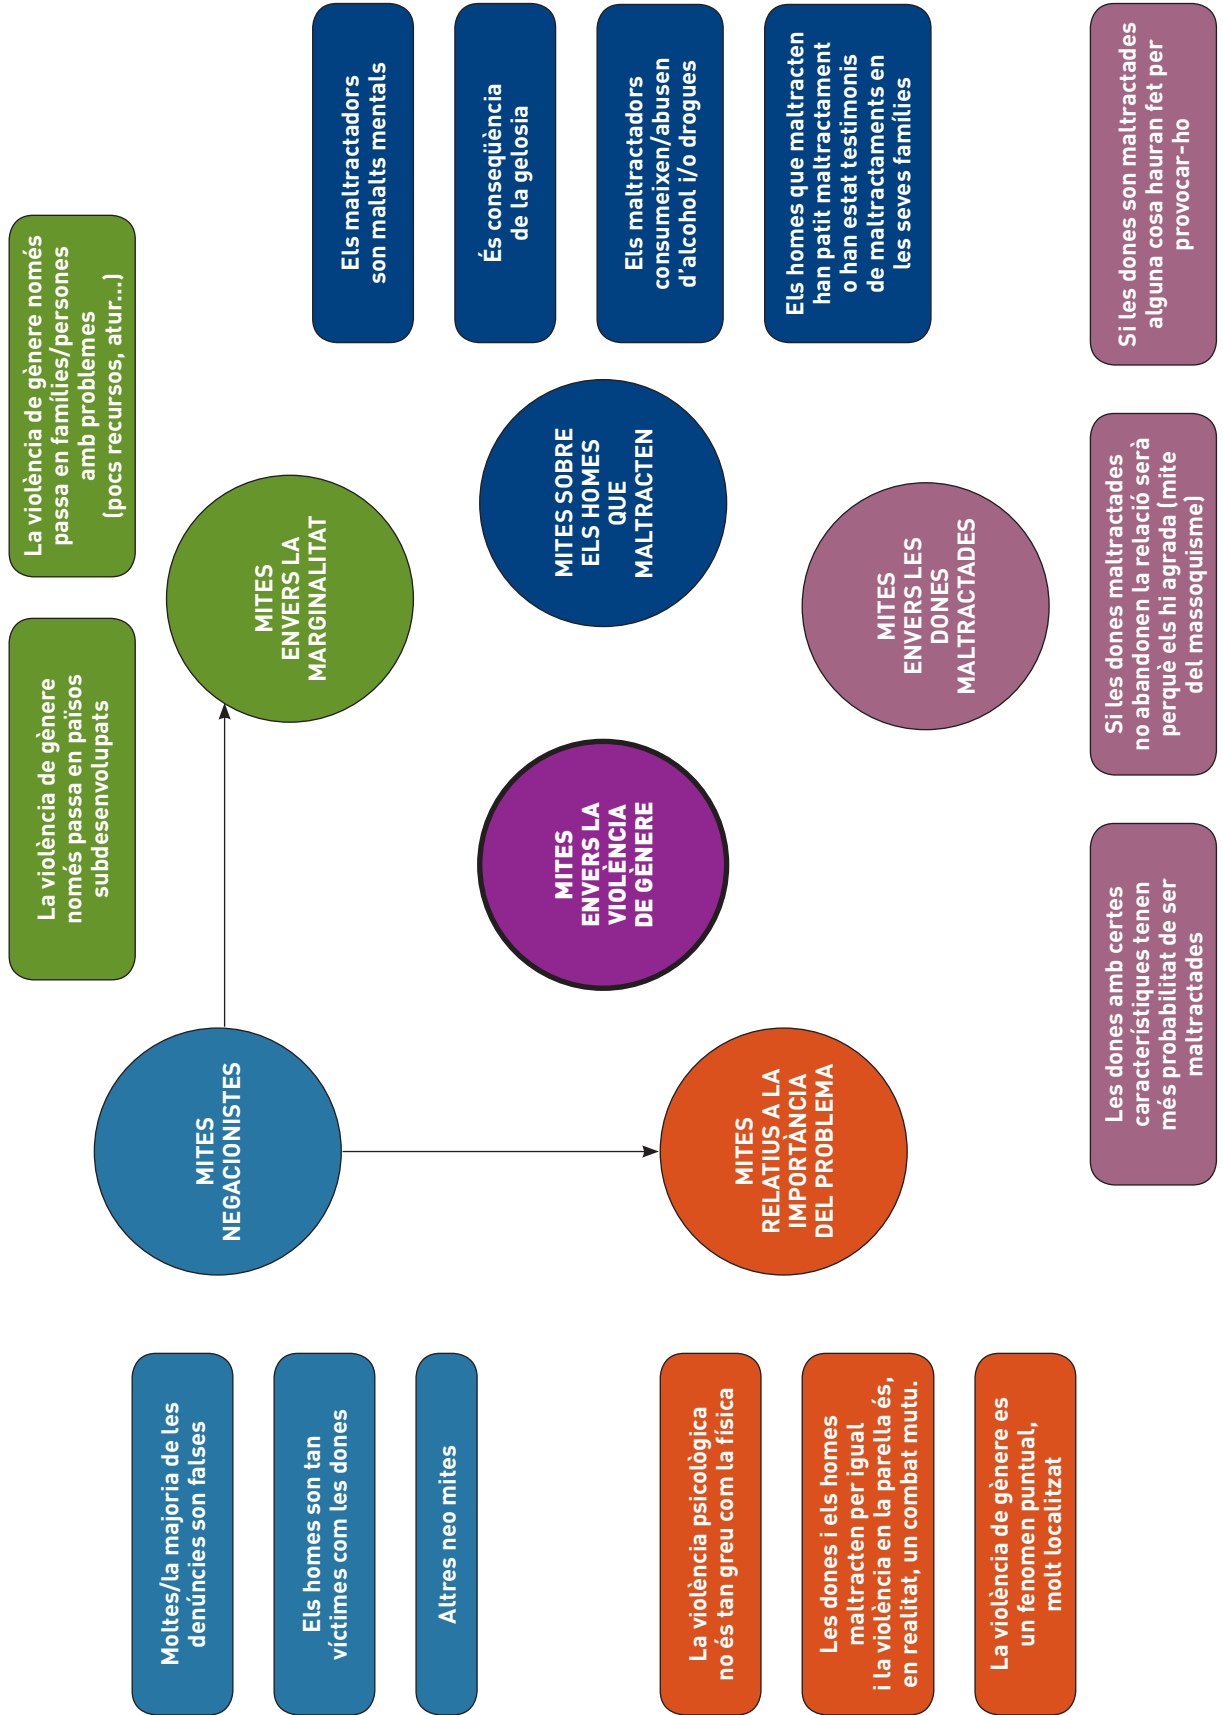 La violència de gènere
només passa en països
subdesenvolupats
La violència de gènere només
passa en famílies/persones
amb problemes
(pocs recursos, atur...)
Moltes/la majoria de les
denúncies son falses
Els homes son tan
víctimes com les dones
Altres neo mites
MITES
NEGACIONISTES
MITES
ENVERS LA
MARGINALITAT
Els maltractadors
son malalts mentals
És conseqüència
de la gelosia
Els maltractadors
consumeixen/abusen
d'alcohol i/o drogues
Els homes que maltracten
han patit maltractament
o han estat testimonis
de maltractaments en
les seves famílies
MITES
ENVERS LA
VIOLÈNCIA
DE GÈNERE
MITES SOBRE
ELS HOMES
QUE
MALTRACTEN
La violència psicològica
no és tan greu com la física
Les dones i els homes
maltracten per igual
i la violència en la parella és,
en realitat, un combat mutu.
La violència de gènere es
un fenomen puntual,
molt localitzat
MITES
RELATIUS A LA
IMPORTÀNCIA
DEL PROBLEMA
MITES
ENVERS LES
DONES
MALTRACTADES
Les dones amb certes
característiques tenen
més probabilitat de ser
maltractades
Si les dones maltractades
no abandonen la relació serà
perquè els hi agrada (mite
del massoquisme)
Si les dones son maltractades
alguna cosa hauran fet per
provocar-ho